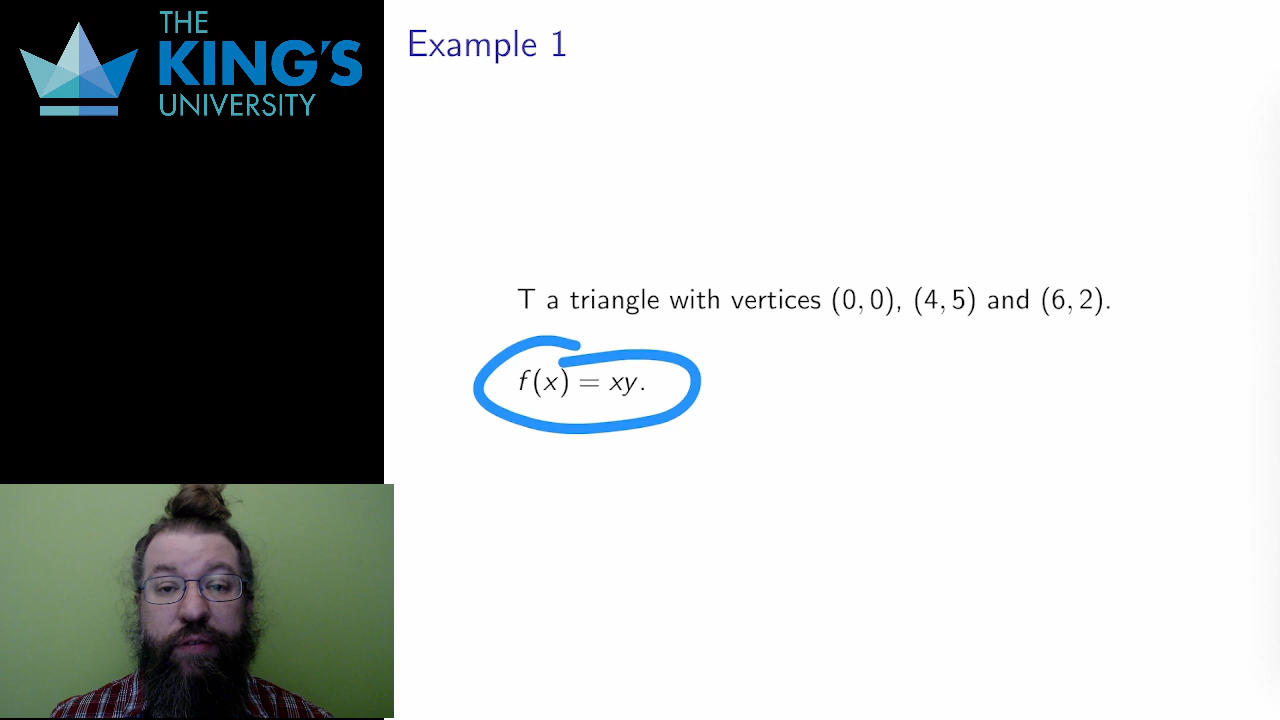 THE
KING'S
UNIVERSITY
Example 1
T a triangle with vertices (0, 0), (4, 5) and (6, 2).
f(x) = xy.